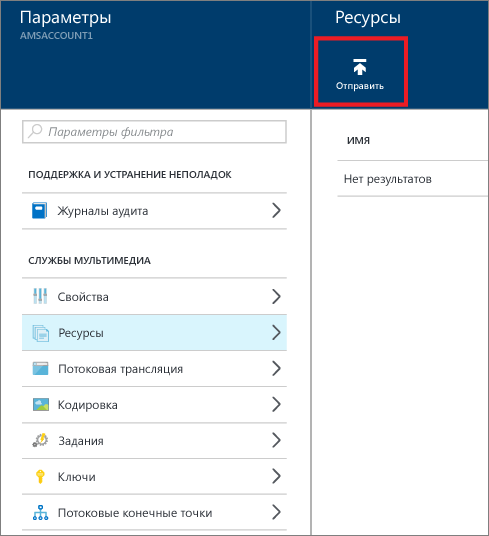 Параметры
AMSACCOUNT1
Параметры фильтра
ПОДДЕРЖКА И УСТРАНЕНИЕ НЕПОЛАДОК
Журналы аудита
СЛУЖБЫ МУЛЬТИМЕДИА
Свойства
Ресурсы
Потоковая трансляция
Кодировка
Задания
Ключи
Потоковые конечные точки
Ресурсы
Отправить
ИМЯ
Нет результатов